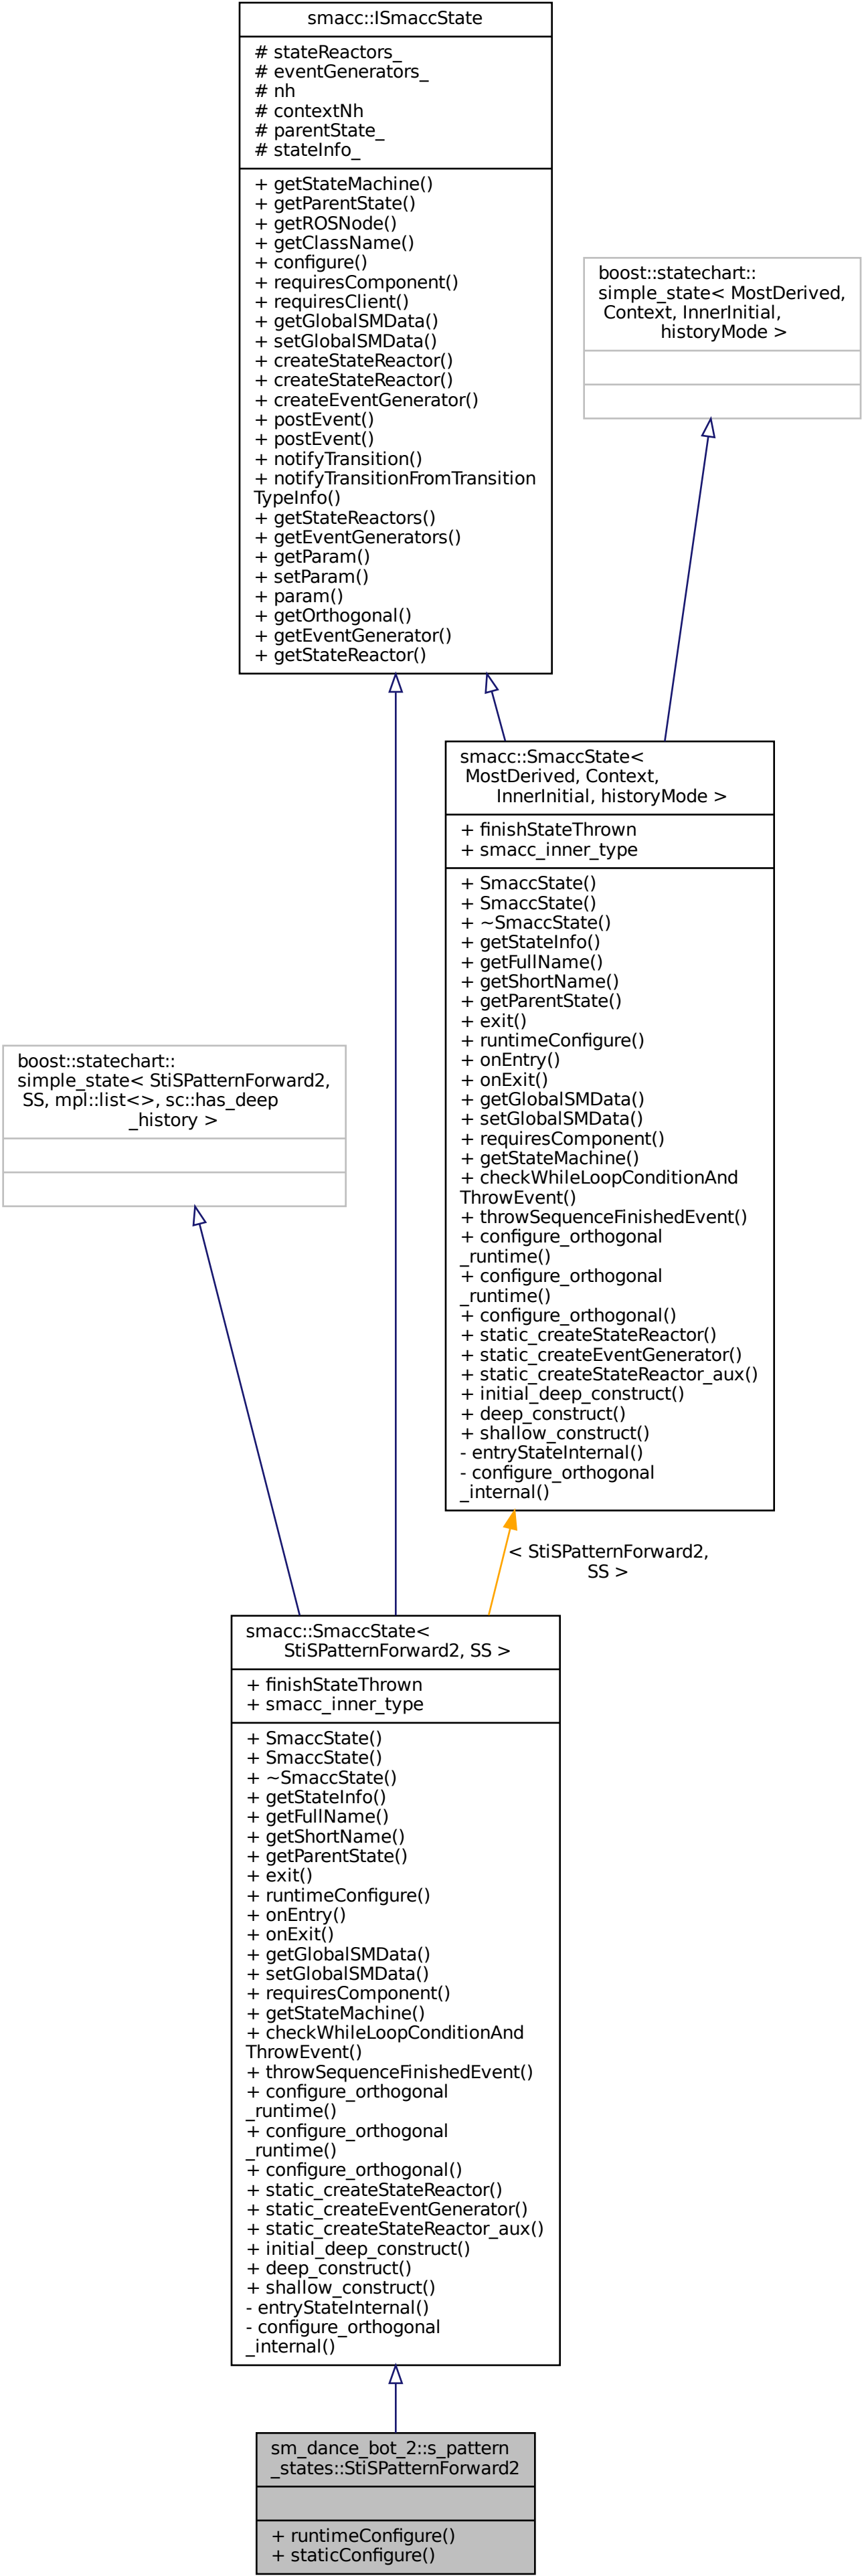 smacc::ISmaccState
# stateReactors_
# eventGenerators_
# nh
# contextNh
# parentState_
# stateInfo_
+ getStateMachine()
+ getParentState()
+ getROSNode()
+ getClassName()
+ configure()
+ requiresComponent()
+ requiresClient()
+ getGlobalSMData()
+ setGlobalSMData()
+ createStateReactor()
+ createStateReactor()
+ createEventGenerator()
+ postEvent()
+ postEvent()
+ notifyTransition()
+ notifyTransitionFromTransition
TypeInfo()
+ getStateReactors()
+ getEventGenerators()
+ getParam()
+ setParam()
+ param()
+ getOrthogonal()
+ getEventGenerator()
+ getStateReactor()
boost::statechart::
simple_state< MostDerived,
Context, InnerInitial,
historyMode >
smacc::SmaccState<
MostDerived, Context,
InnerInitial, historyMode >
+ finishStateThrown
+ smacc_inner_type
+ SmaccState()
+ SmaccState()
+ ~SmaccState()
+ getStateInfo()
+ getFullName()
+ getShortName()
+ getParentState()
+ exit()
+ runtimeConfigure()
+ onEntry()
+ onExit()
+ getGlobalSMData()
+ setGlobalSMData()
+ requiresComponent()
+ getStateMachine()
+ checkWhileLoopConditionAnd
ThrowEvent()
+ throwSequenceFinishedEvent()
+ configure_orthogonal
_runtime()
+ configure_orthogonal
_runtime()
+ configure_orthogonal()
+ static_createStateReactor()
+ static_createEventGenerator()
+ static_createStateReactor_aux()
+ initial_deep_construct()
+ deep_construct()
+ shallow_construct()
- entryStateInternal()
- configure_orthogonal
_internal()
boost::statechart::
simple_state< StiSPatternForward2,
SS, mpl::list<>, sc::has_deep
_history >
< StiSPatternForward2,
SS >
smacc::SmaccState<
StiSPatternForward2, SS >
+ finishStateThrown
+ smacc_inner_type
+ SmaccState()
+ SmaccState()
+ ~SmaccState()
+ getStateInfo()
+ getFullName()
+ getShortName()
+ getParentState()
+ exit()
+ runtimeConfigure()
+ onEntry()
+ onExit()
+ getGlobalSMData()
+ setGlobalSMData()
+ requiresComponent()
+ getStateMachine()
+ checkWhileLoopConditionAnd
ThrowEvent()
+ throwSequenceFinishedEvent()
+ configure_orthogonal
_runtime()
+ configure_orthogonal
_runtime()
+ configure_orthogonal()
+ static_createStateReactor()
+ static_createEventGenerator()
+ static_createStateReactor_aux()
+ initial_deep_construct()
+ deep_construct()
+ shallow_construct()
- entryStateInternal()
- configure_orthogonal
_internal()
sm_dance_bot_2::s_pattern
_states::StiSPatternForward2
+ runtimeConfigure()
+ staticConfigure()